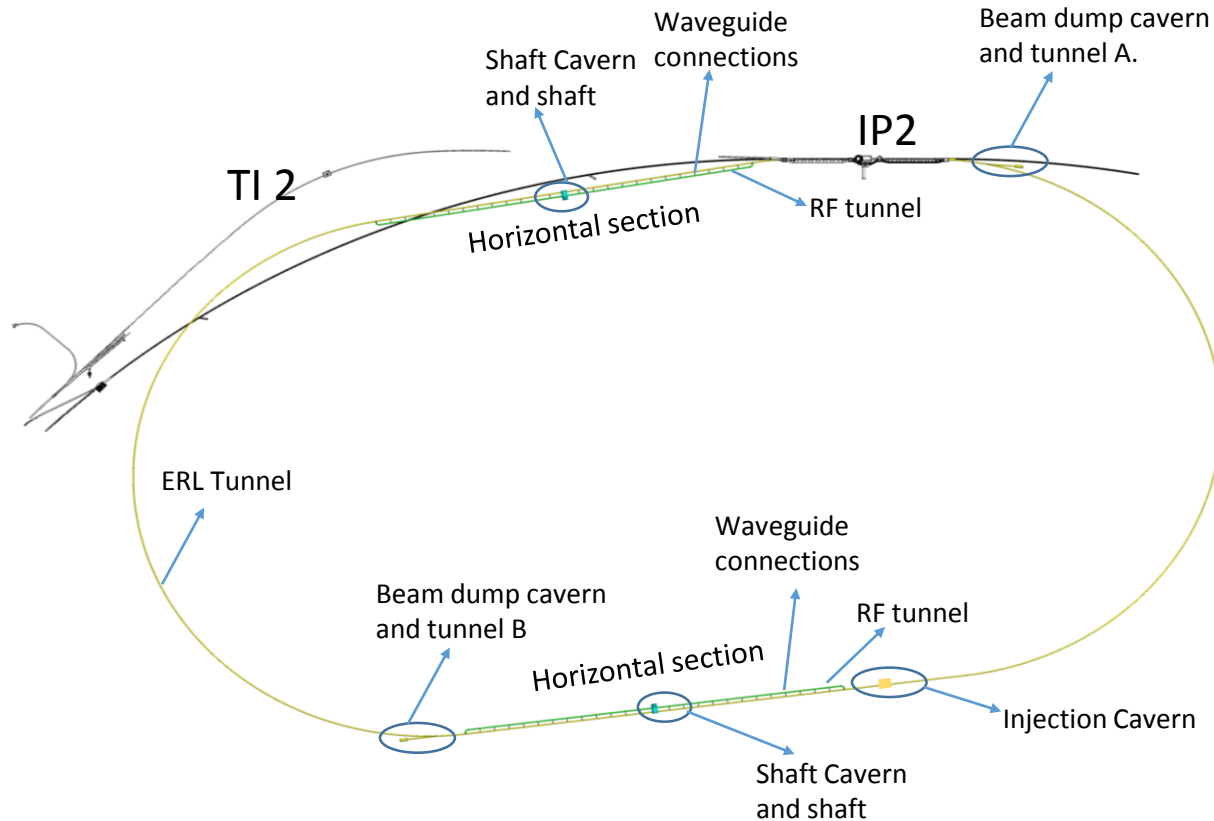 Waveguide
connections
Beam dump cavern
and tunnel A.
Shaft Cavern
and shaft
IP2
TI 2
RF tunnel
Horizontal section
ERL Tunnel
Waveguide
connections
Beam dump cavern
and tunnel B
RF tunnel
Horizontal section
Injection Cavern
Shaft Cavern
and shaft